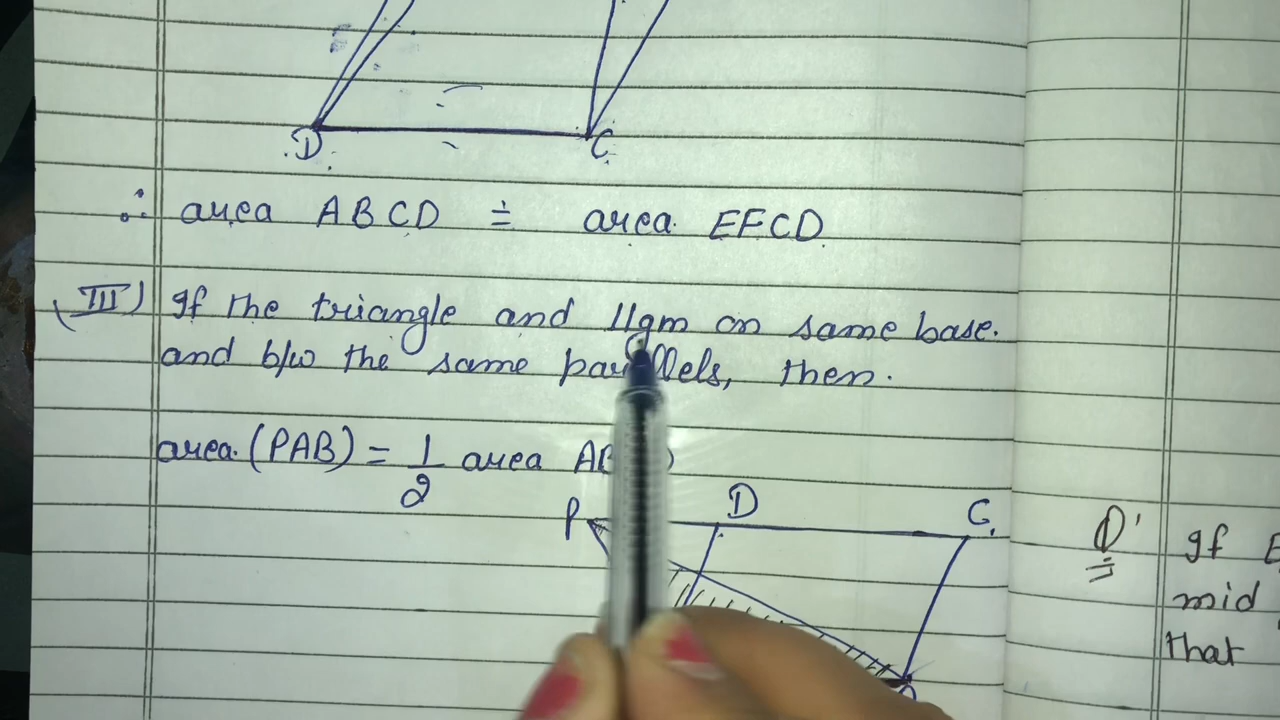 D C
∴ area ABCD = area EFCD
(III) If the triangle and ||gm on same base.
and b/w the same parallels, then.
area (PAB) = 1/2 area
P D C
D' If
mid
that